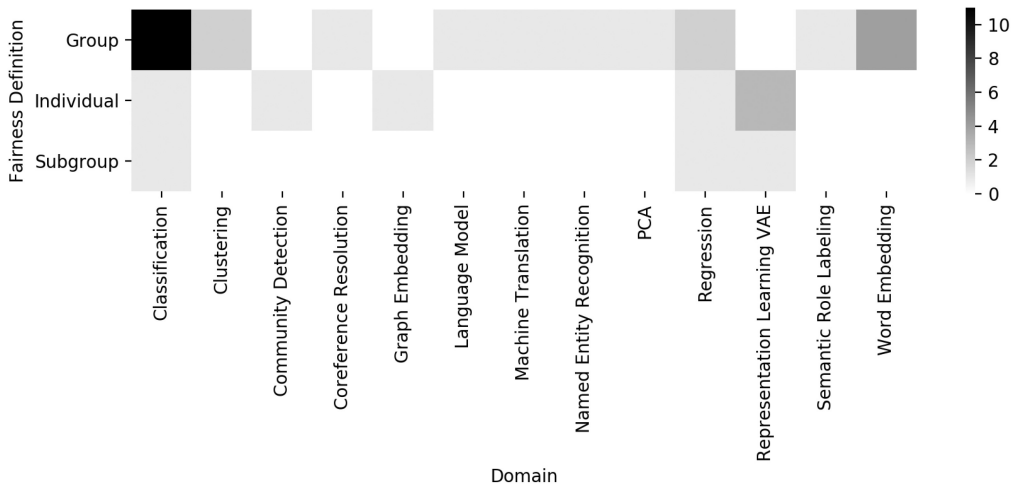 Fairness Definition
Group
Individual
Subgroup
10
8
6
4
2
0
Classification
Clustering
Community Detection
Coreference Resolution
Graph Embedding
Language Model
Machine Translation
Named Entity Recognition
PCA
Regression
Representation Learning VAE
Semantic Role Labeling
Word Embedding
Domain